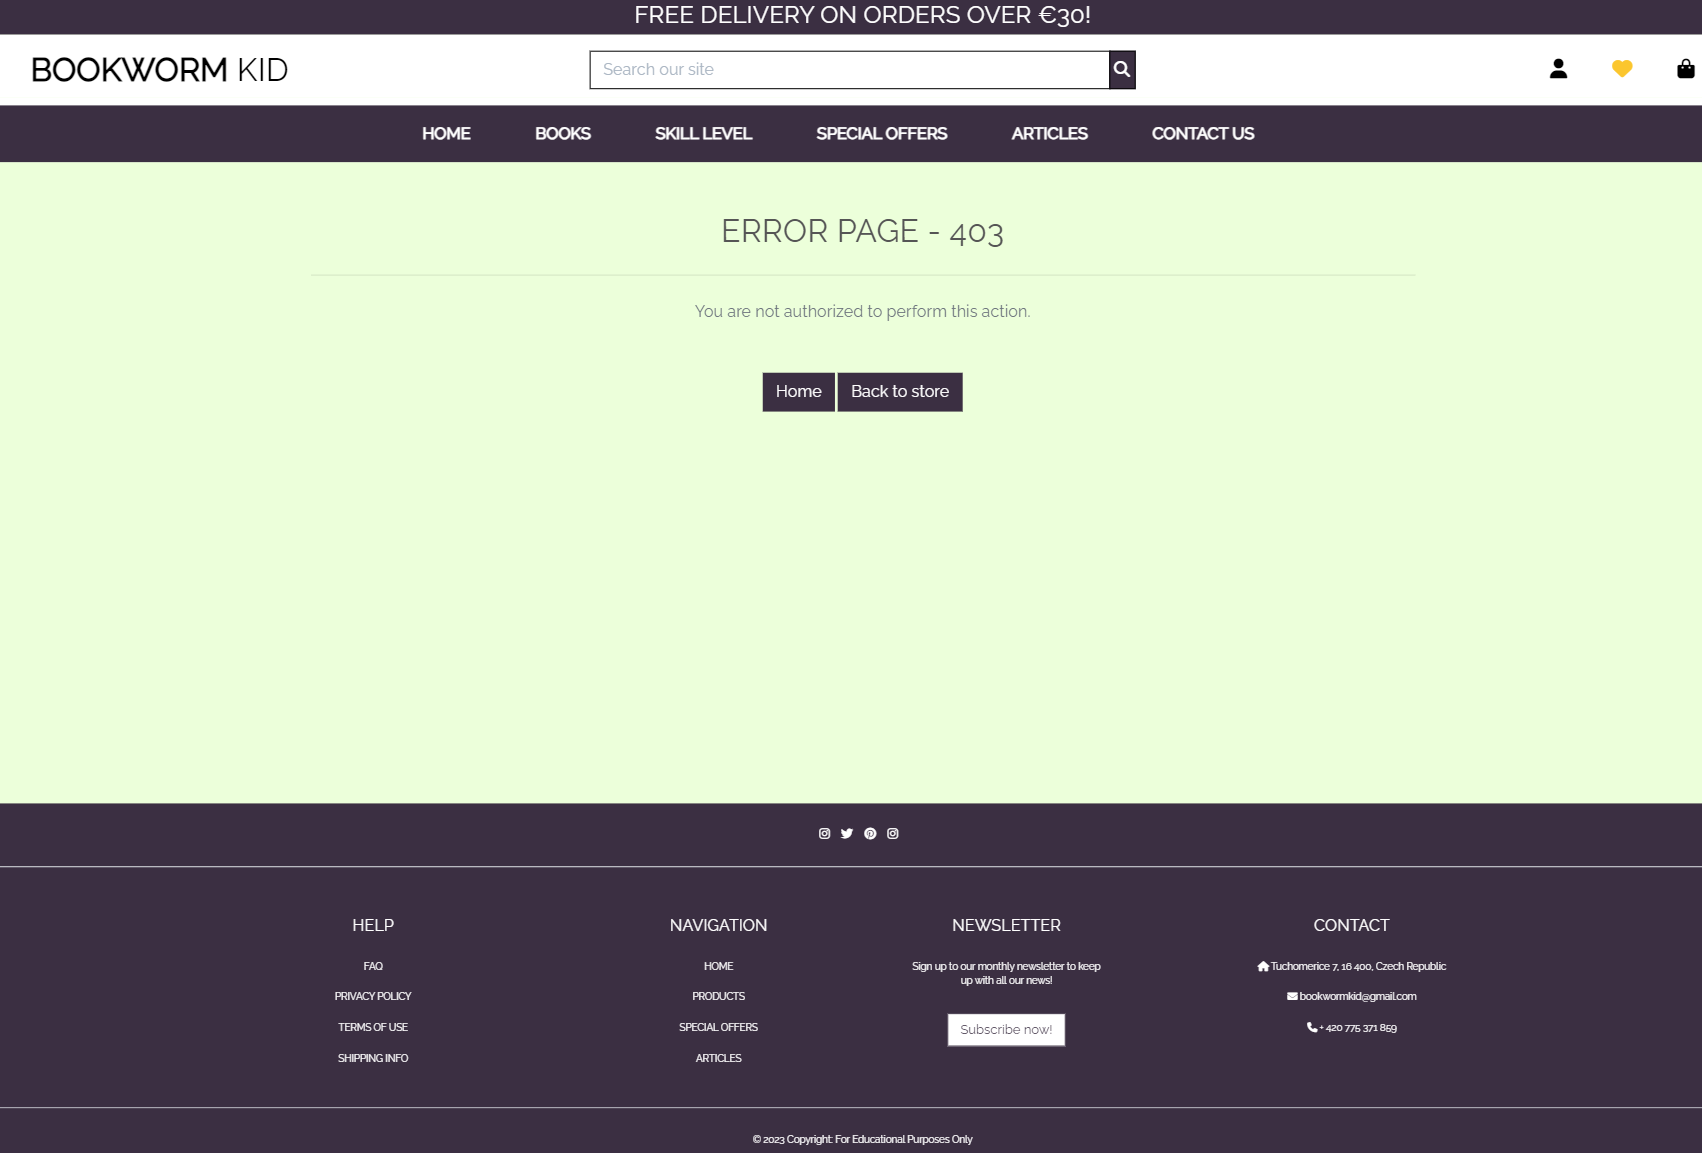 FREE DELIVERY ON ORDERS OVER €30!
BOOKWORM KID
Search our site
HOME BOOKS SKILL LEVEL SPECIAL OFFERS ARTICLES CONTACT US
ERROR PAGE - 403
You are not authorized to perform this action.
Home Back to store
HELP
FAQ
PRIVACY POLICY
TERMS OF USE
SHIPPING INFO
NAVIGATION
HOME
PRODUCTS
SPECIAL OFFERS
ARTICLES
NEWSLETTER
Sign up to our monthly newsletter to keep
up with all our news!
Subscribe now!
CONTACT
Tuchomerice 7, 16 400, Czech Republic
bookwormkid@gmail.com
+ 420 775 371 859
© 2023 Copyright: For Educational Purposes Only